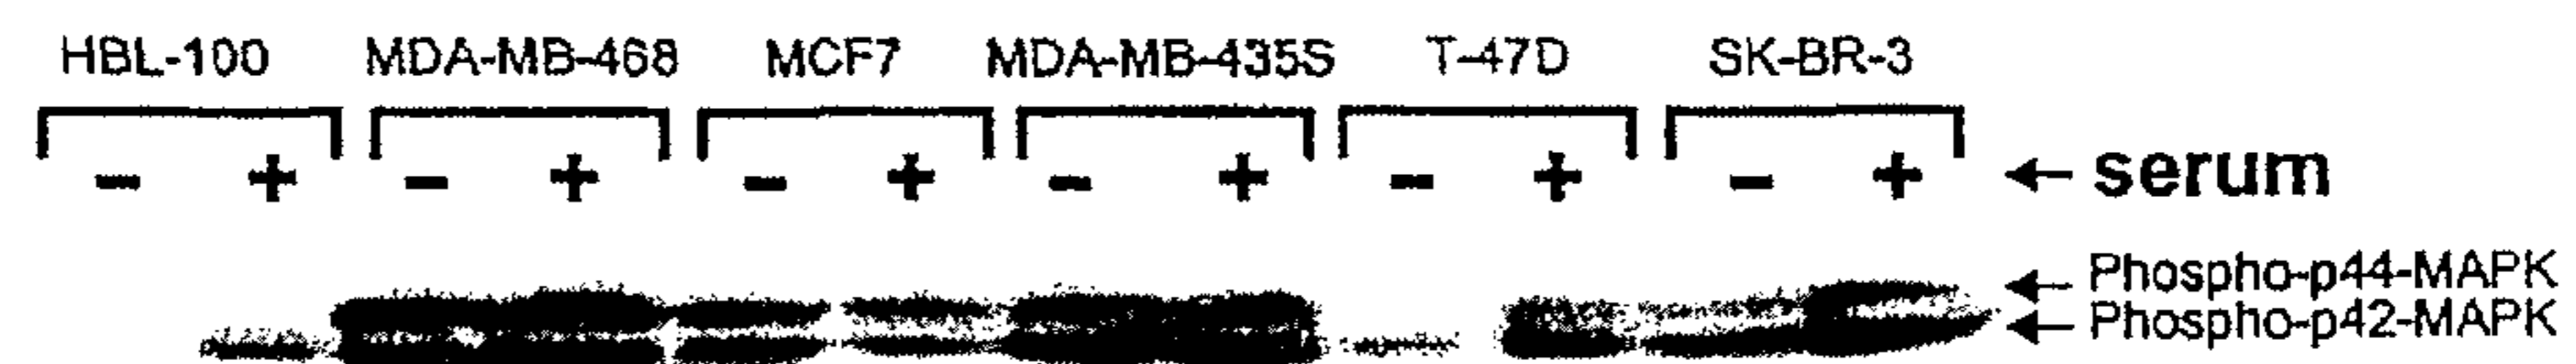 HBL-100 MDA-MB-468 MCF7 MDA-MB-435S T-47D SK-BR-3
- + - + - + - + - + - + ← serum
← Phospho-p44-MAPK
← Phospho-p42-MAPK